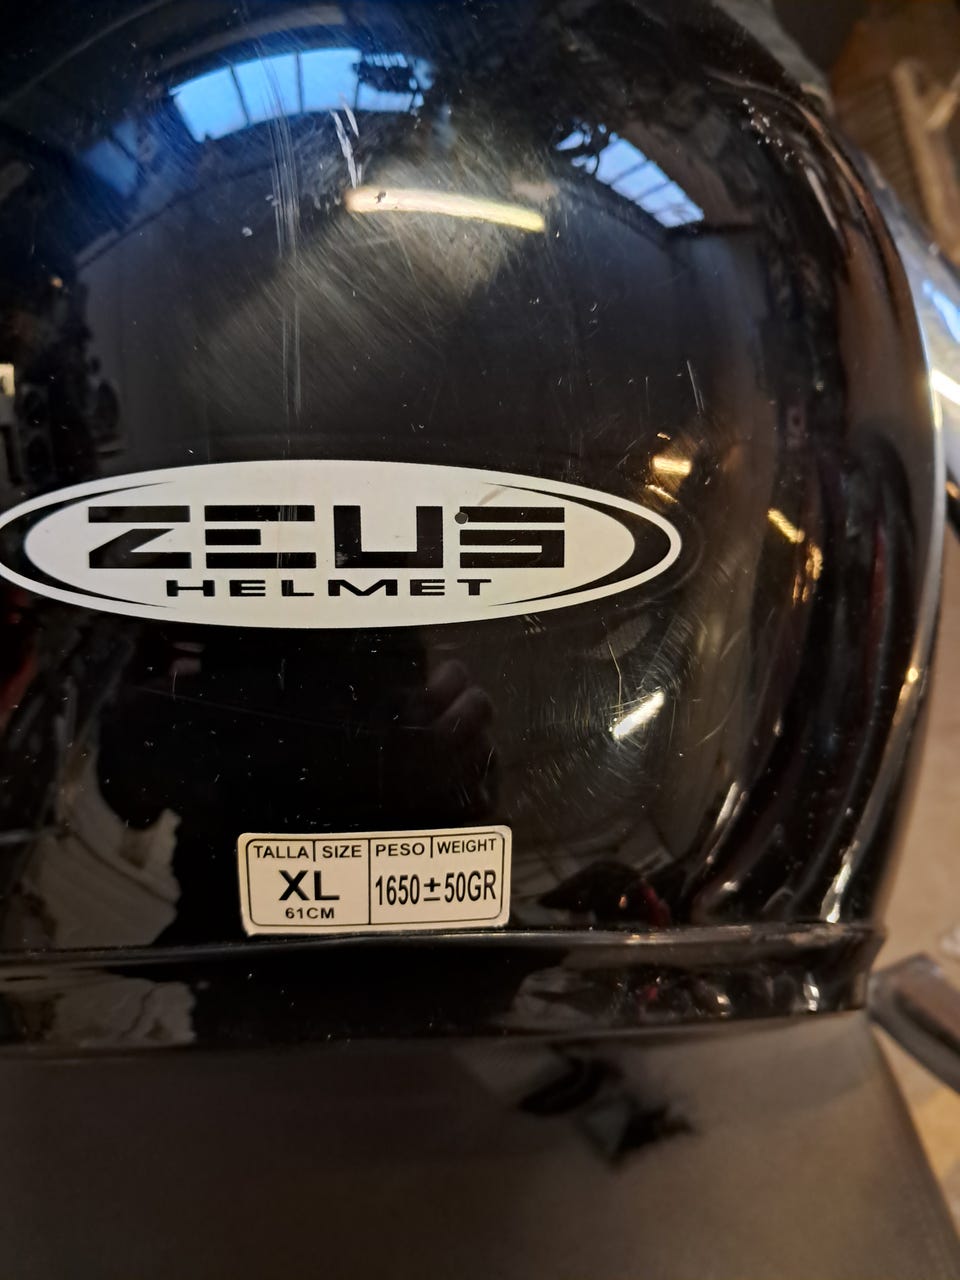 ZEUS
HELMET
TALLA SIZE PESO WEIGHT
XL 1650±50GR
61CM